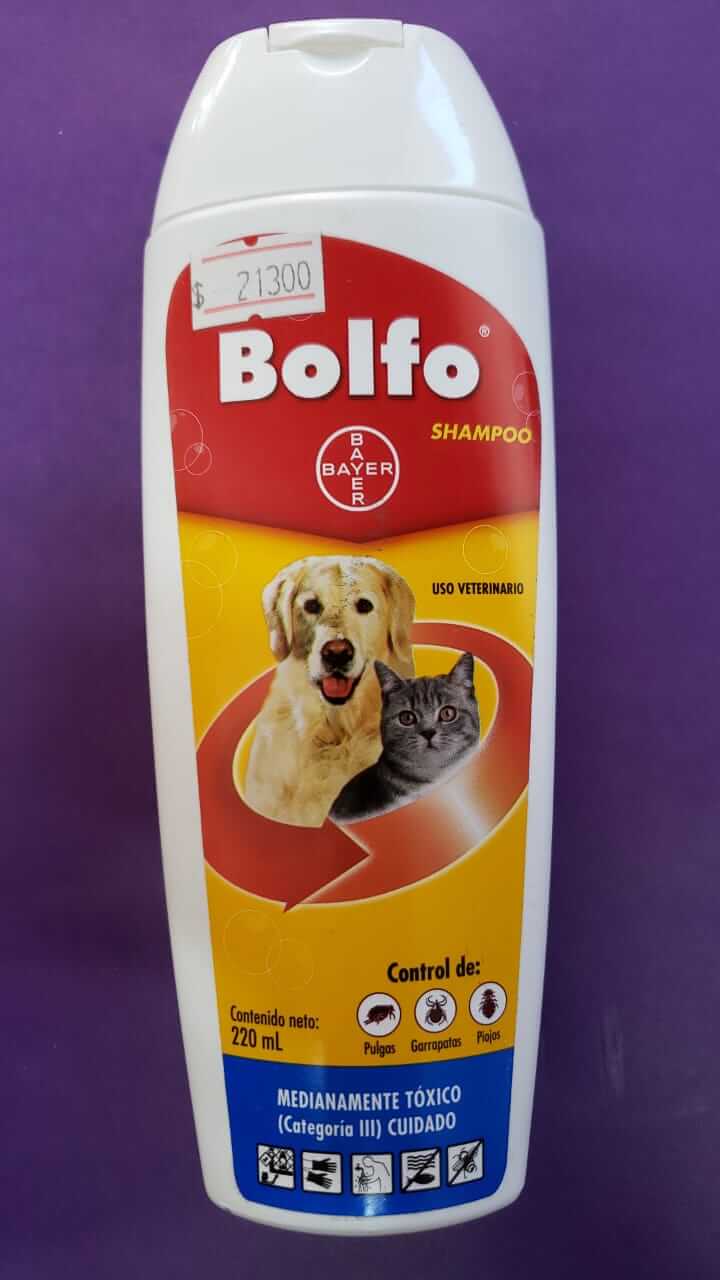 $ 21300
Bolfo®
SHAMPOO
BAYER
BAYER
USO VETERINARIO
Control de:
Pulgas Garrapatas Piojos
Contenido neto:
220 mL
MEDIANAMENTE TÓXICO
(Categoría III) CUIDADO